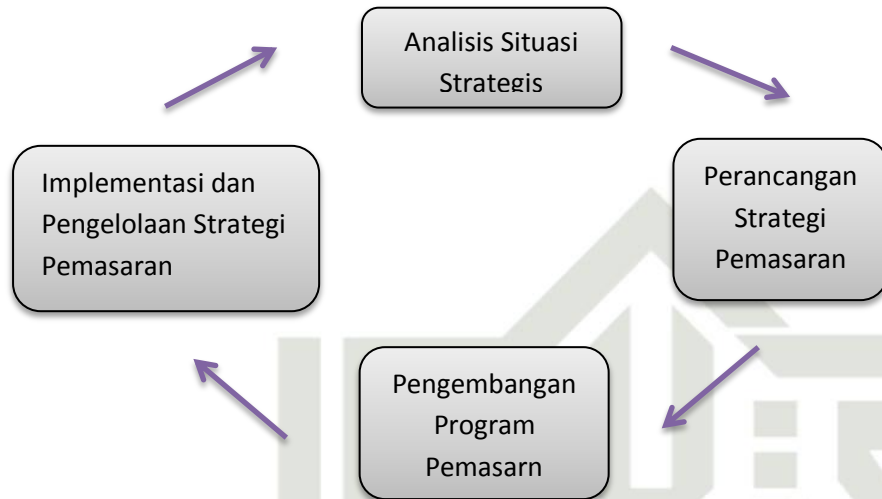 Analisis Situasi
Strategis
Perancangan
Strategi
Pemasaran
Pengembangan
Program
Pemasarn
Implementasi dan
Pengelolaan Strategi
Pemasaran